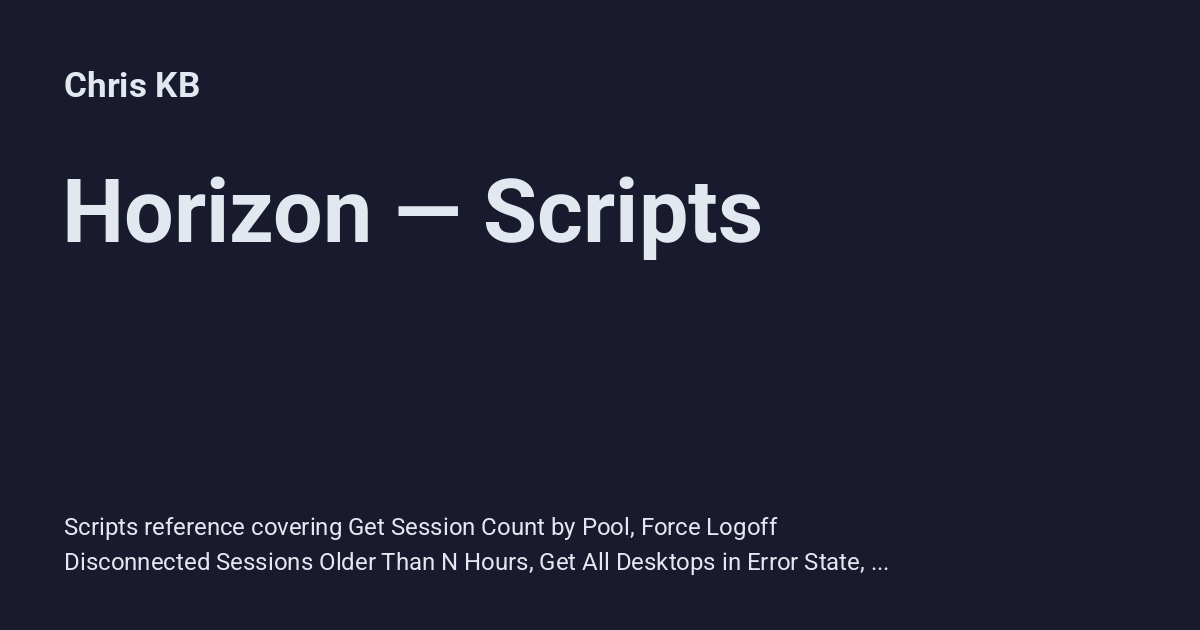 Chris KB
Horizon — Scripts
Scripts reference covering Get Session Count by Pool, Force Logoff
Disconnected Sessions Older Than N Hours, Get All Desktops in Error State, ...